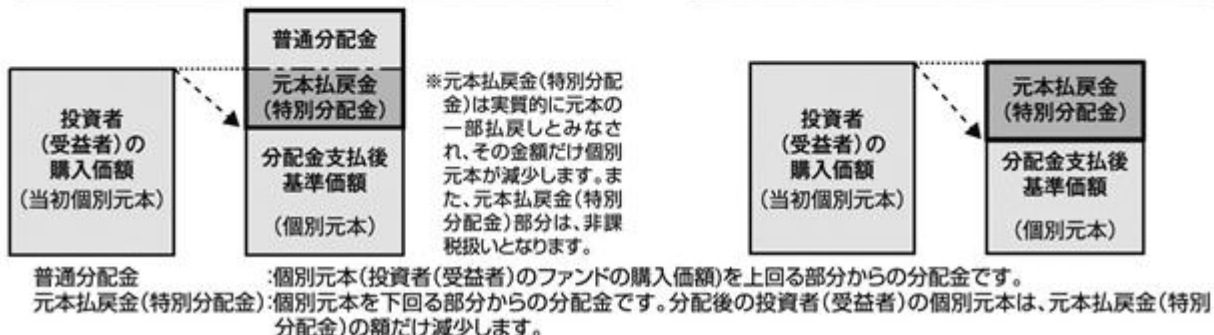 投資者
(受益者)の
購入価額
(当初個別元本)
普通分配金
元本払戻金
(特別分配金)
分配金支払後
基準価額
(個別元本)
※元本払戻金(特別分配
金)は実質的に元本の
一部払戻しとみなさ
れ、その金額だけ個別
元本が減少します。ま
た、元本払戻金(特別
分配金)部分は、非課
税扱いとなります。
投資者
(受益者)の
購入価額
(当初個別元本)
元本払戻金
(特別分配金)
分配金支払後
基準価額
(個別元本)
普通分配金 :個別元本(投資者(受益者)のファンドの購入価額)を上回る部分からの分配金です。
元本払戻金(特別分配金):個別元本を下回る部分からの分配金です。分配後の投資者(受益者)の個別元本は、元本払戻金(特別
分配金)の額だけ減少します。